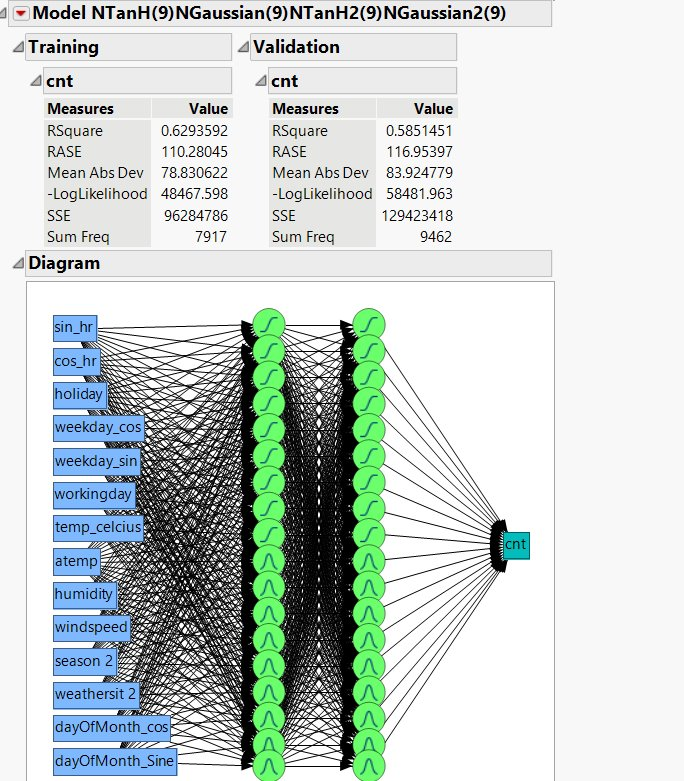 Model NTanH(9)NGaussian(9)NTanH2(9)NGaussian2(9)
Training
cnt
Measures Value
RSquare 0.6293592
RASE 110.28045
Mean Abs Dev 78.830622
-LogLikelihood 48467.598
SSE 96284786
Sum Freq 7917
Validation
cnt
Measures Value
RSquare 0.5851451
RASE 116.95397
Mean Abs Dev 83.924779
-LogLikelihood 58481.963
SSE 129423418
Sum Freq 9462
Diagram
sin_hr
cos_hr
holiday
weekday_cos
weekday_sin
workingday
temp_celcius
atemp
humidity
windspeed
season 2
weathersit 2
dayOfMonth_cos
dayOfMonth_Sine
cnt